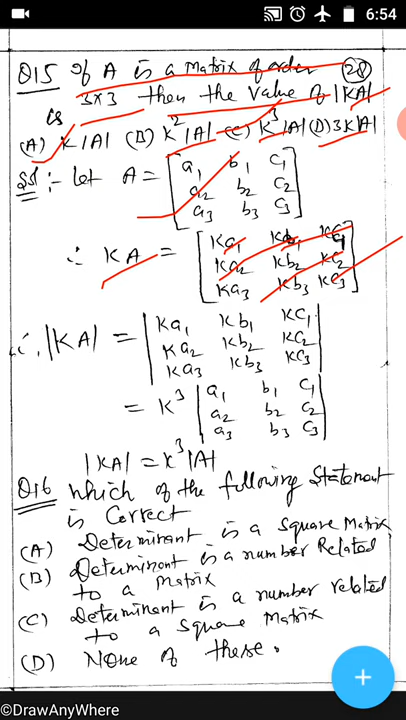 6:54
Q15 If A is a Matrix of order (28)
3x3 then the value of |KA|
is
(A) K|A| (B) K²|A| (C) K³|A| (D) 3K|A|
Sol :- let A = [a₁ b₁ c₁
a₂ b₂ c₂
a₃ b₃ c₃]
∴ KA = [Ka₁ Kb₁ Kc₁
Ka₂ Kb₂ Kc₂
Ka₃ Kb₃ Kc₃]
∴ |KA| = |Ka₁ Kb₁ Kc₁
Ka₂ Kb₂ Kc₂
Ka₃ Kb₃ Kc₃|
= K³ |a₁ b₁ c₁
a₂ b₂ c₂
a₃ b₃ c₃|
|KA| = K³|A|
Q16 which of the following Statement
is Correct
(A) Determinant is a Square Matrix
(B) Determinant is a number Related
to a Matrix
(C) Determinant is a number related
to a Square Matrix
(D) None of these.
+
©DrawAnyWhere